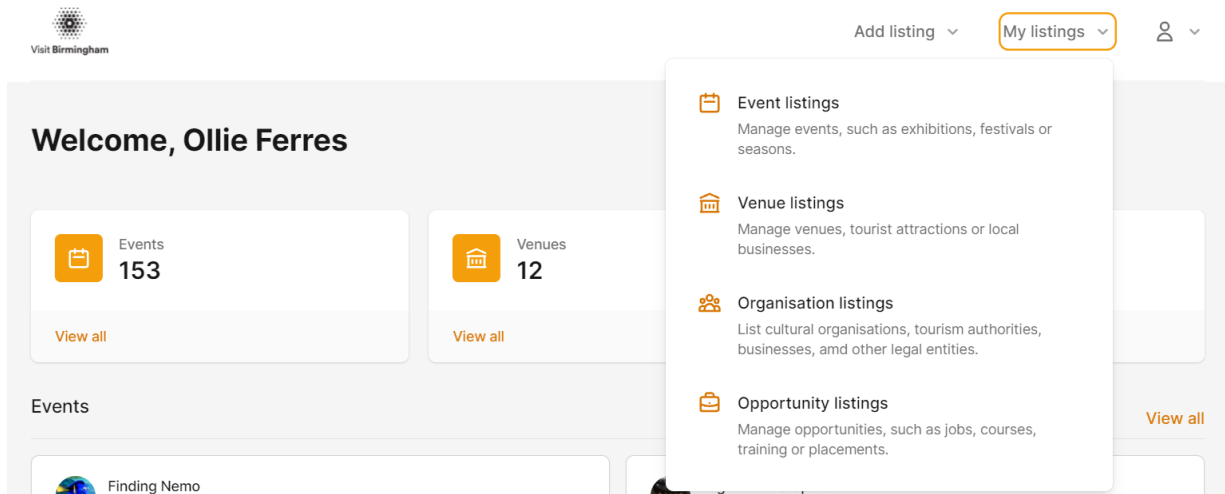 Visit Birmingham
Add listing
My listings
Event listings
Manage events, such as exhibitions, festivals or
seasons.
Venue listings
Manage venues, tourist attractions or local
businesses.
Organisation listings
List cultural organisations, tourism authorities,
businesses, amd other legal entities.
Opportunity listings
Manage opportunities, such as jobs, courses,
training or placements.
Welcome, Ollie Ferres
Events
153
View all
Venues
12
View all
Events
View all
Finding Nemo